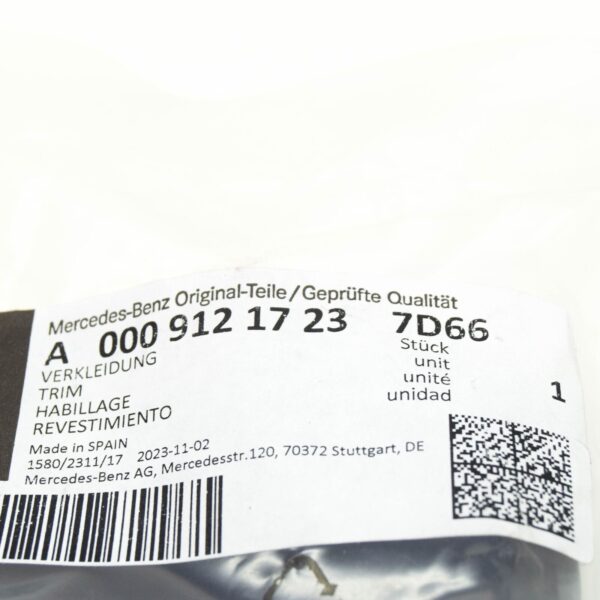 Mercedes-Benz Original-Teile/Geprüfte Qualität
A 000 912 17 23 7D66
VERKLEIDUNG
TRIM
HABILLAGE
REVESTIMIENTO
Stück
unit
unité
unidad
1
Made in SPAIN
1580/2311/17 2023-11-02
Mercedes-Benz AG, Mercedesstr.120, 70372 Stuttgart, DE